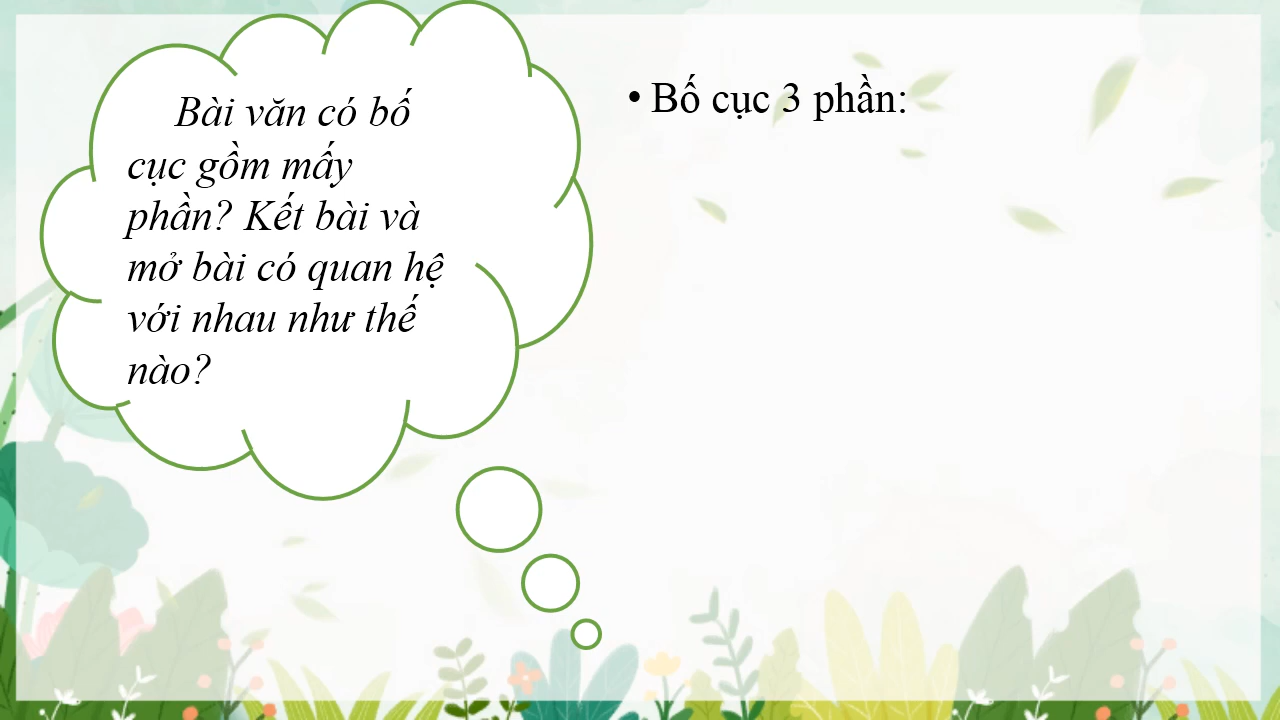 Bài văn có bố
cục gồm mấy
phần? Kết bài và
mở bài có quan hệ
với nhau như thế
nào?
• Bố cục 3 phần: